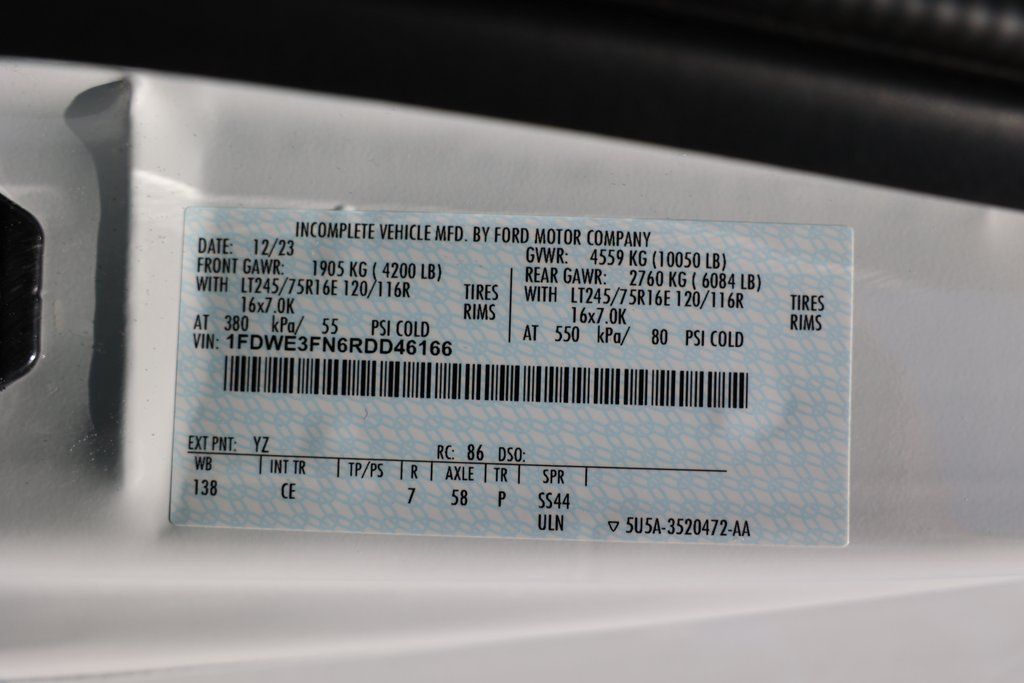 INCOMPLETE VEHICLE MFD. BY FORD MOTOR COMPANY
DATE: 12/23
GVWR: 4559 KG (10050 LB)
FRONT GAWR: 1905 KG ( 4200 LB)
REAR GAWR: 2760 KG ( 6084 LB)
WITH LT245/75R16E 120/116R TIRES
WITH LT245/75R16E 120/116R TIRES
16x7.0K RIMS
16x7.0K RIMS
AT 380 kPa/ 55 PSI COLD
AT 550 kPa/ 80 PSI COLD
VIN: 1FDWE3FN6RDD46166
EXT PNT: YZ RC: 86 DSO:
WB INT TR TP/PS R AXLE TR SPR
138 CE 7 58 P SS44
ULN 5U5A-3520472-AA